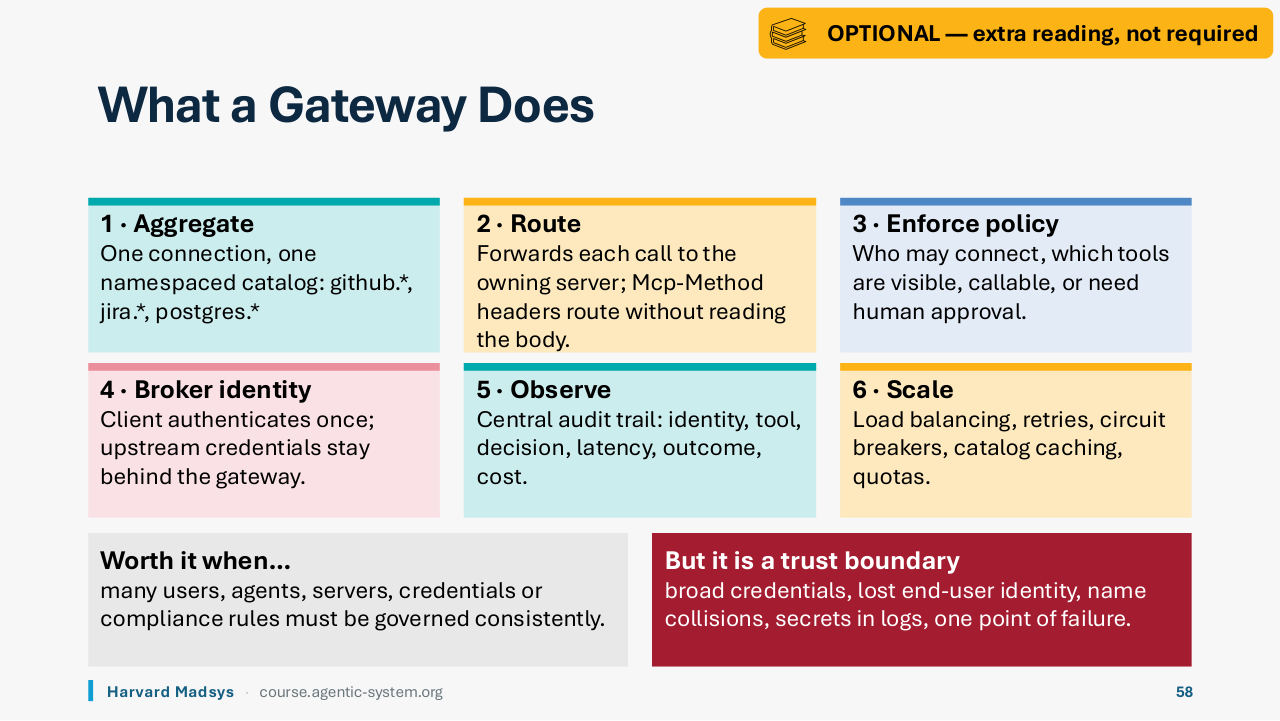 OPTIONAL — extra reading, not required
What a Gateway Does
1 · Aggregate
One connection, one
namespaced catalog: github.*,
jira.*, postgres.*
2 · Route
Forwards each call to the
owning server; Mcp-Method
headers route without reading
the body.
3 · Enforce policy
Who may connect, which tools
are visible, callable, or need
human approval.
4 · Broker identity
Client authenticates once;
upstream credentials stay
behind the gateway.
5 · Observe
Central audit trail: identity, tool,
decision, latency, outcome,
cost.
6 · Scale
Load balancing, retries, circuit
breakers, catalog caching,
quotas.
Worth it when…
many users, agents, servers, credentials or
compliance rules must be governed consistently.
But it is a trust boundary
broad credentials, lost end-user identity, name
collisions, secrets in logs, one point of failure.
Harvard Madsys · course.agentic-system.org
58